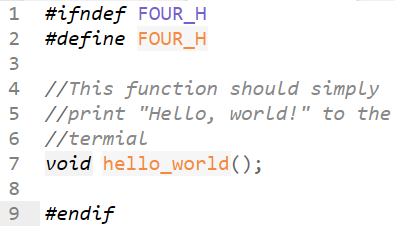 1 #ifndef FOUR_H
2 #define FOUR_H
3
4 //This function should simply
5 //print "Hello, world!" to the
6 //termial
7 void hello_world();
8
9 #endif